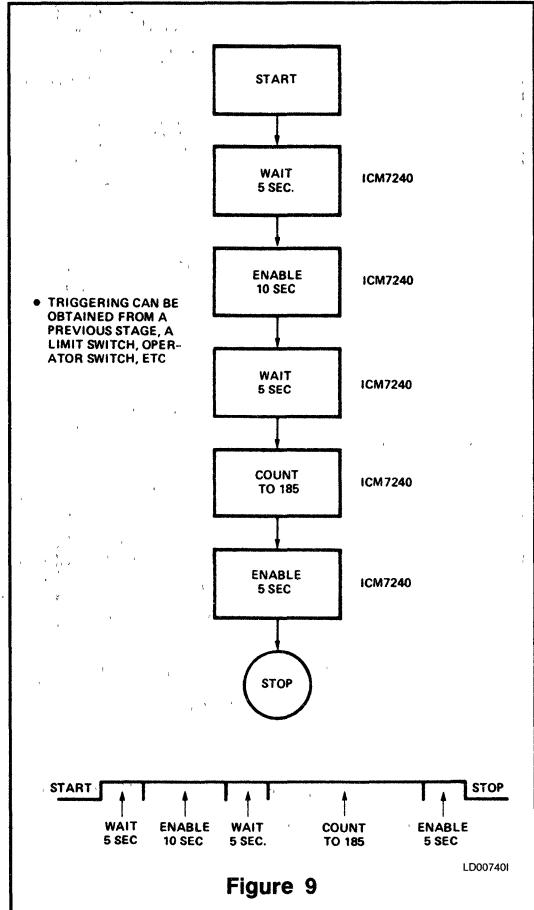 START
WAIT
5 SEC.
ICM7240
ENABLE
10 SEC
ICM7240
• TRIGGERING CAN BE
OBTAINED FROM A
PREVIOUS STAGE, A
LIMIT SWITCH, OPER-
ATOR SWITCH, ETC
WAIT
5 SEC
ICM7240
COUNT
TO 185
ICM7240
ENABLE
5 SEC
ICM7240
STOP
START
STOP
WAIT
5 SEC
ENABLE
10 SEC
WAIT
5 SEC.
COUNT
TO 185
ENABLE
5 SEC
LD00740I
Figure 9